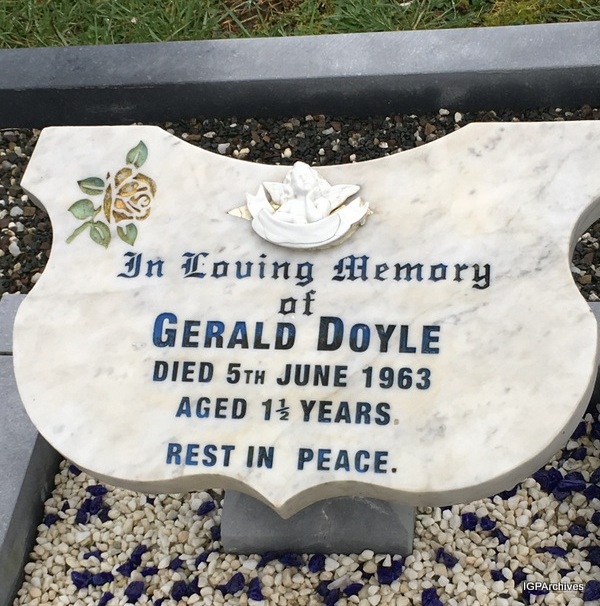 In Loving Memory
of
GERALD DOYLE
DIED 5TH JUNE 1963
AGED 1½ YEARS.
REST IN PEACE.
IGPArchives